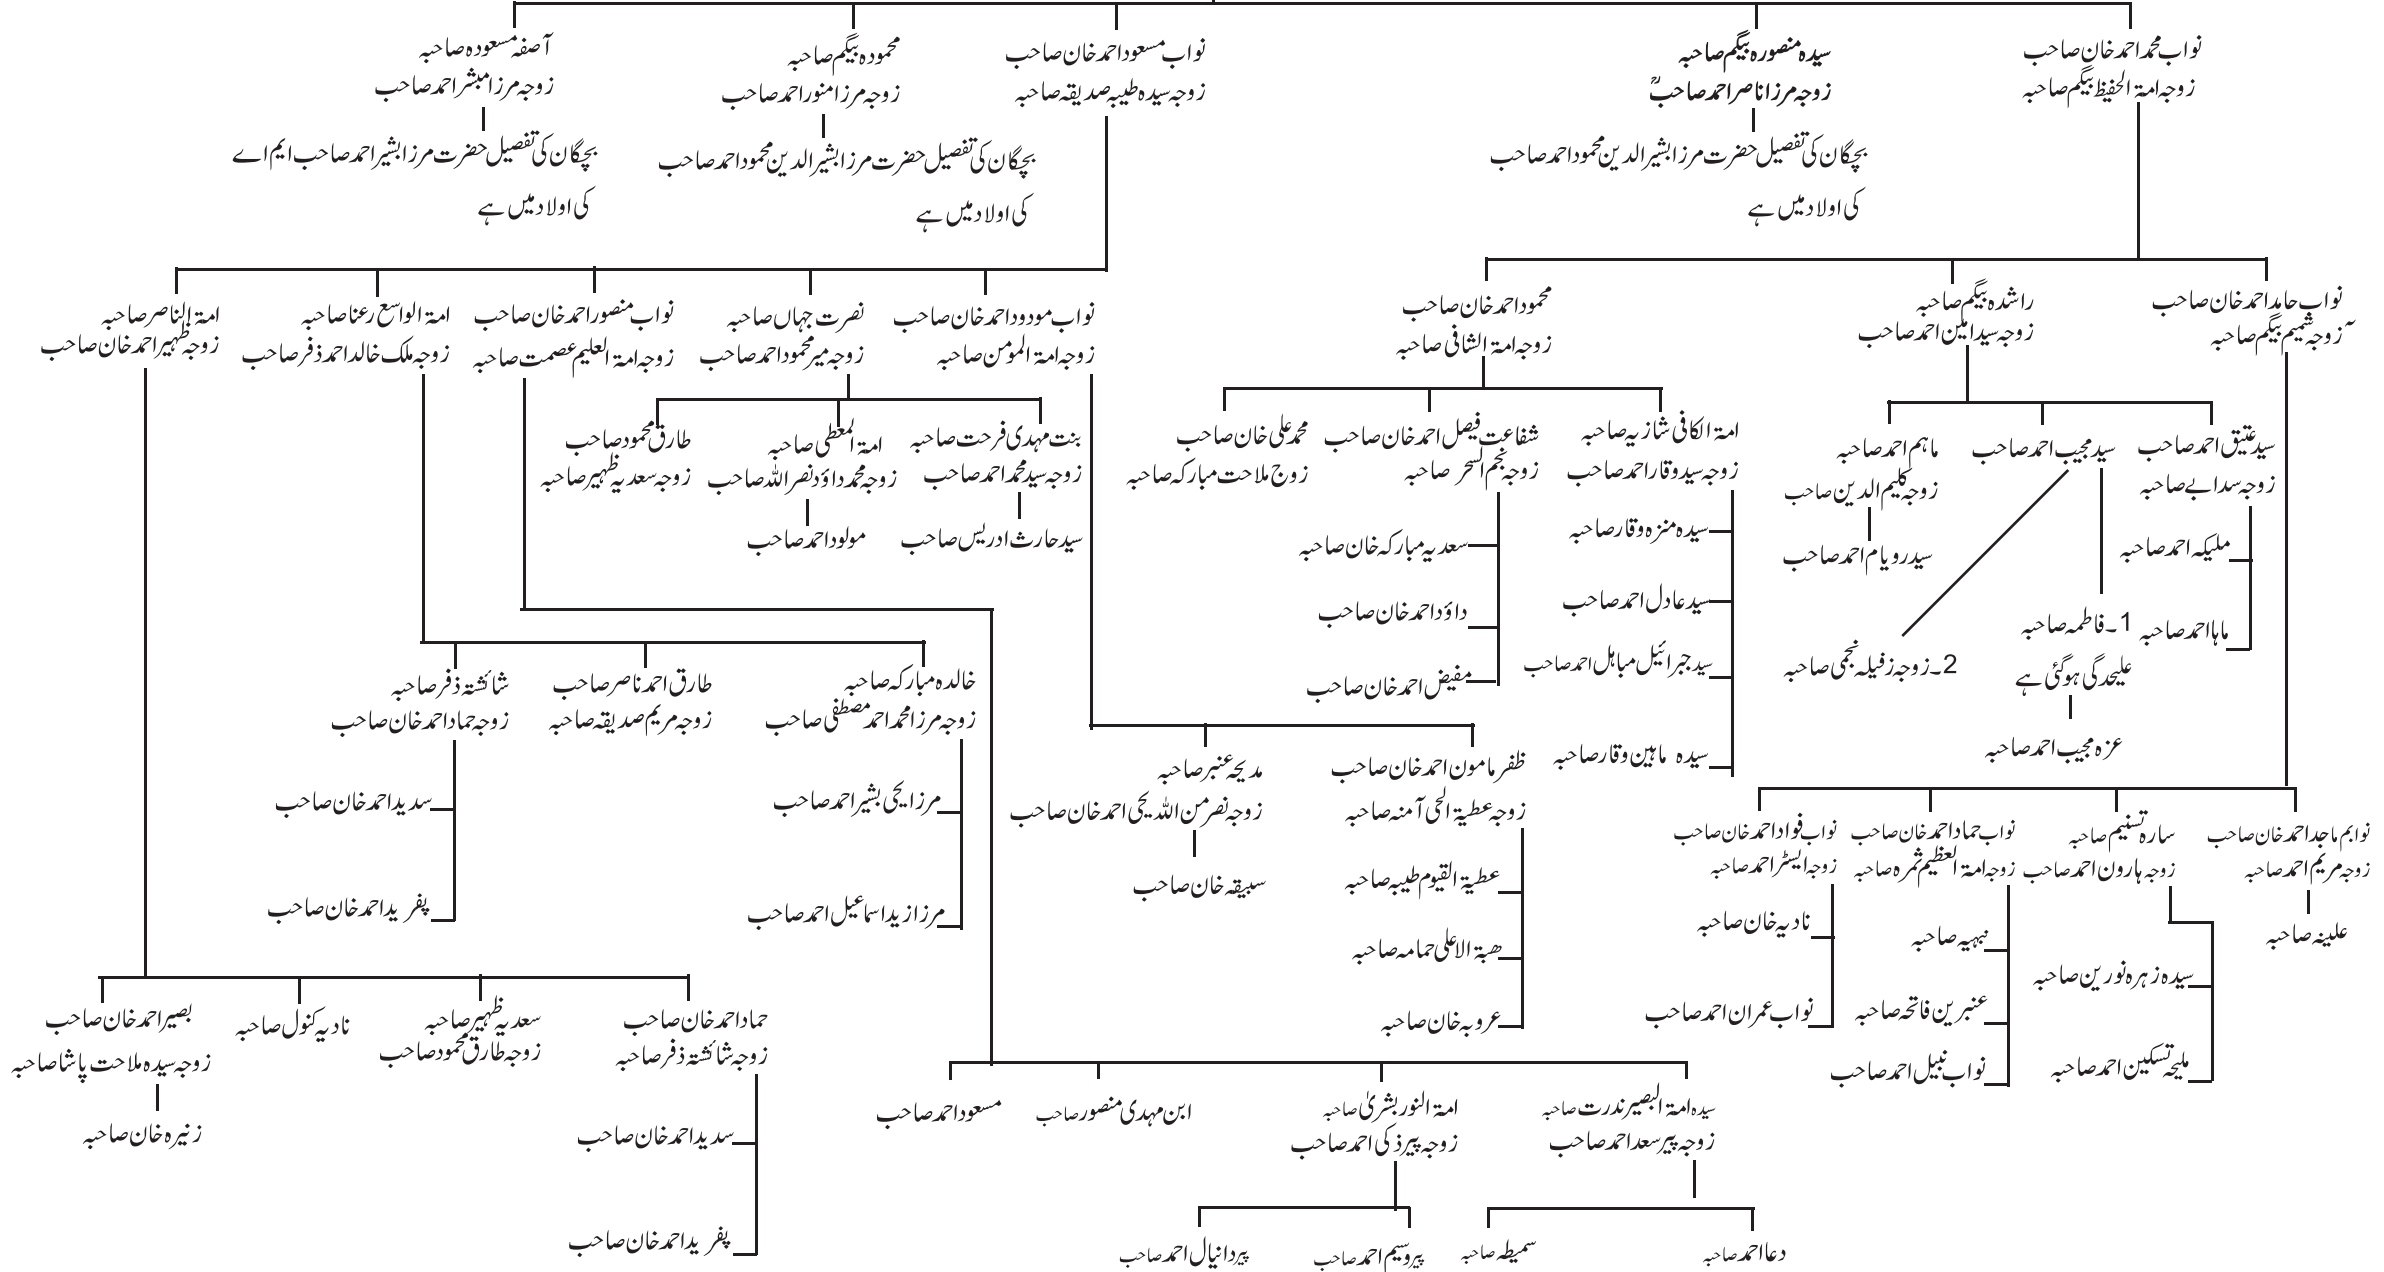 نواب محمد احمد خان صاحب
زوجہ امۃ الحفیظ بیگم صاحبہ
سیدہ منصورہ بیگم صاحبہ
زوجہ مرزا ناصر احمد صاحبؒ
بچگان کی تفصیل حضرت مرزا بشیر الدین محمود احمد صاحب
کی اولاد میں ہے
نواب مسعود احمد خان صاحب
زوجہ سیدہ طیبہ صدیقہ صاحبہ
محمودہ بیگم صاحبہ
زوجہ مرزا منور احمد صاحب
بچگان کی تفصیل حضرت مرزا بشیر الدین محمود احمد صاحب
کی اولاد میں ہے
آصفہ مسعودہ صاحبہ
زوجہ مرزا مبشر احمد صاحب
بچگان کی تفصیل حضرت مرزا بشیر احمد صاحب ایم اے
کی اولاد میں ہے
نواب حامد احمد خان صاحب
زوجہ شمیم بیگم صاحبہ
راشدہ بیگم صاحبہ
زوجہ سید امین احمد صاحب
محمود احمد خان صاحب
زوجہ امۃ الشافی صاحبہ
نواب مودود احمد خان صاحب
زوجہ امۃ المومن صاحبہ
نصرت جہاں صاحبہ
زوجہ میر محمود احمد صاحب
نواب منصور احمد خان صاحب
زوجہ امۃ العلیم عصمت صاحبہ
امۃ الواسع رعنا صاحبہ
زوجہ ملک خالد احمد ذفر صاحب
امۃ الناصر صاحبہ
زوجہ ظہیر احمد خان صاحب
سید عتیق احمد صاحب
زوجہ سدابے صاحبہ
ملیکہ احمد صاحبہ
ماہا احمد صاحبہ
سید مجیب احمد صاحب
1۔ فاطمہ صاحبہ
علیحدگی ہوگئی ہے
عزہ مجیب احمد صاحبہ
2۔ زوجہ زفیلہ نجمی صاحبہ
ماہم احمد صاحبہ
زوجہ کلیم الدین صاحب
سید رویام احمد صاحب
امۃ الکافی شازیہ صاحبہ
زوجہ سید وقار احمد صاحب
سیدہ منزہ وقار صاحبہ
سید عادل احمد صاحب
سید جبرائیل مباہل احمد صاحب
سیدہ ماہین وقار صاحبہ
شفاعت فیصل احمد خان صاحب
زوجہ نجم السحر صاحبہ
سعدیہ مبارکہ خان صاحبہ
داؤد احمد خان صاحب
مفیض احمد خان صاحب
محمد علی خان صاحب
زوج ملاحت مبارکہ صاحبہ
بنت مہدی فرحت صاحبہ
زوجہ سید محمد احمد صاحب
سید حارث ادریس صاحب
امۃ المعطی صاحبہ
زوجہ محمد داؤد نصر اللہ صاحب
مولود احمد صاحب
طارق محمود صاحب
زوجہ سعدیہ ظہیر صاحبہ
خالدہ مبارکہ صاحبہ
زوجہ مرزا محمد احمد مصطفی صاحب
مرزا یحی بشیر احمد صاحب
مرزا زید اسماعیل احمد صاحب
طارق احمد ناصر صاحب
زوجہ مریم صدیقہ صاحبہ
شائشتہ ذفر صاحبہ
زوجہ حماد احمد خان صاحب
سدید احمد خان صاحب
پفرید احمد خان صاحب
ظفر مامون احمد خان صاحب
زوجہ عطیۃ الحی آمنہ صاحبہ
عطیۃ القیوم طیبہ صاحبہ
ھبۃ الاعلی حمامہ صاحبہ
عروبہ خان صاحبہ
مدیحہ عنبر صاحبہ
زوجہ نصر من اللہ یحی احمد خان صاحب
سبیقہ خان صاحب
نوابم ماجد احمد خان صاحب
زوجہ مریم احمد صاحبہ
علینہ صاحبہ
سارہ تسنیم صاحبہ
زوجہ ہارون احمد صاحب
سیدہ زہرہ نورین صاحبہ
ملیحہ تسکین احمد صاحبہ
نواب حماد احمد خان صاحب
زوجہ امۃ العظیم ثمرہ صاحبہ
نبہیہ صاحبہ
عنبرین فاتحہ صاحبہ
نواب نبیل احمد صاحب
نواب فواد احمد خان صاحب
زوجہ ایسٹر احمد صاحبہ
نادیہ خان صاحبہ
نواب عمران احمد صاحب
حماد احمد خان صاحب
زوجہ شائشتہ ذفر صاحبہ
سدید احمد خان صاحب
پفرید احمد خان صاحب
سعدیہ ظہیر صاحبہ
زوجہ طارق محمود صاحب
نادیہ کنول صاحبہ
بصیر احمد خان صاحب
زوجہ سیدہ ملاحت پاشا صاحبہ
زنیرہ خان صاحبہ
سیدہ امۃ البصیر ندرت صاحبہ
زوجہ پیر سعد احمد صاحب
دعا احمد صاحبہ
سمیطہ صاحبہ
امۃ النور بشریٰ صاحبہ
زوجہ پیر ذکی احمد صاحب
پیر وسیم احمد صاحب
پیر دانیال احمد صاحب
ابن مہدی منصور صاحب
مسعود احمد صاحب